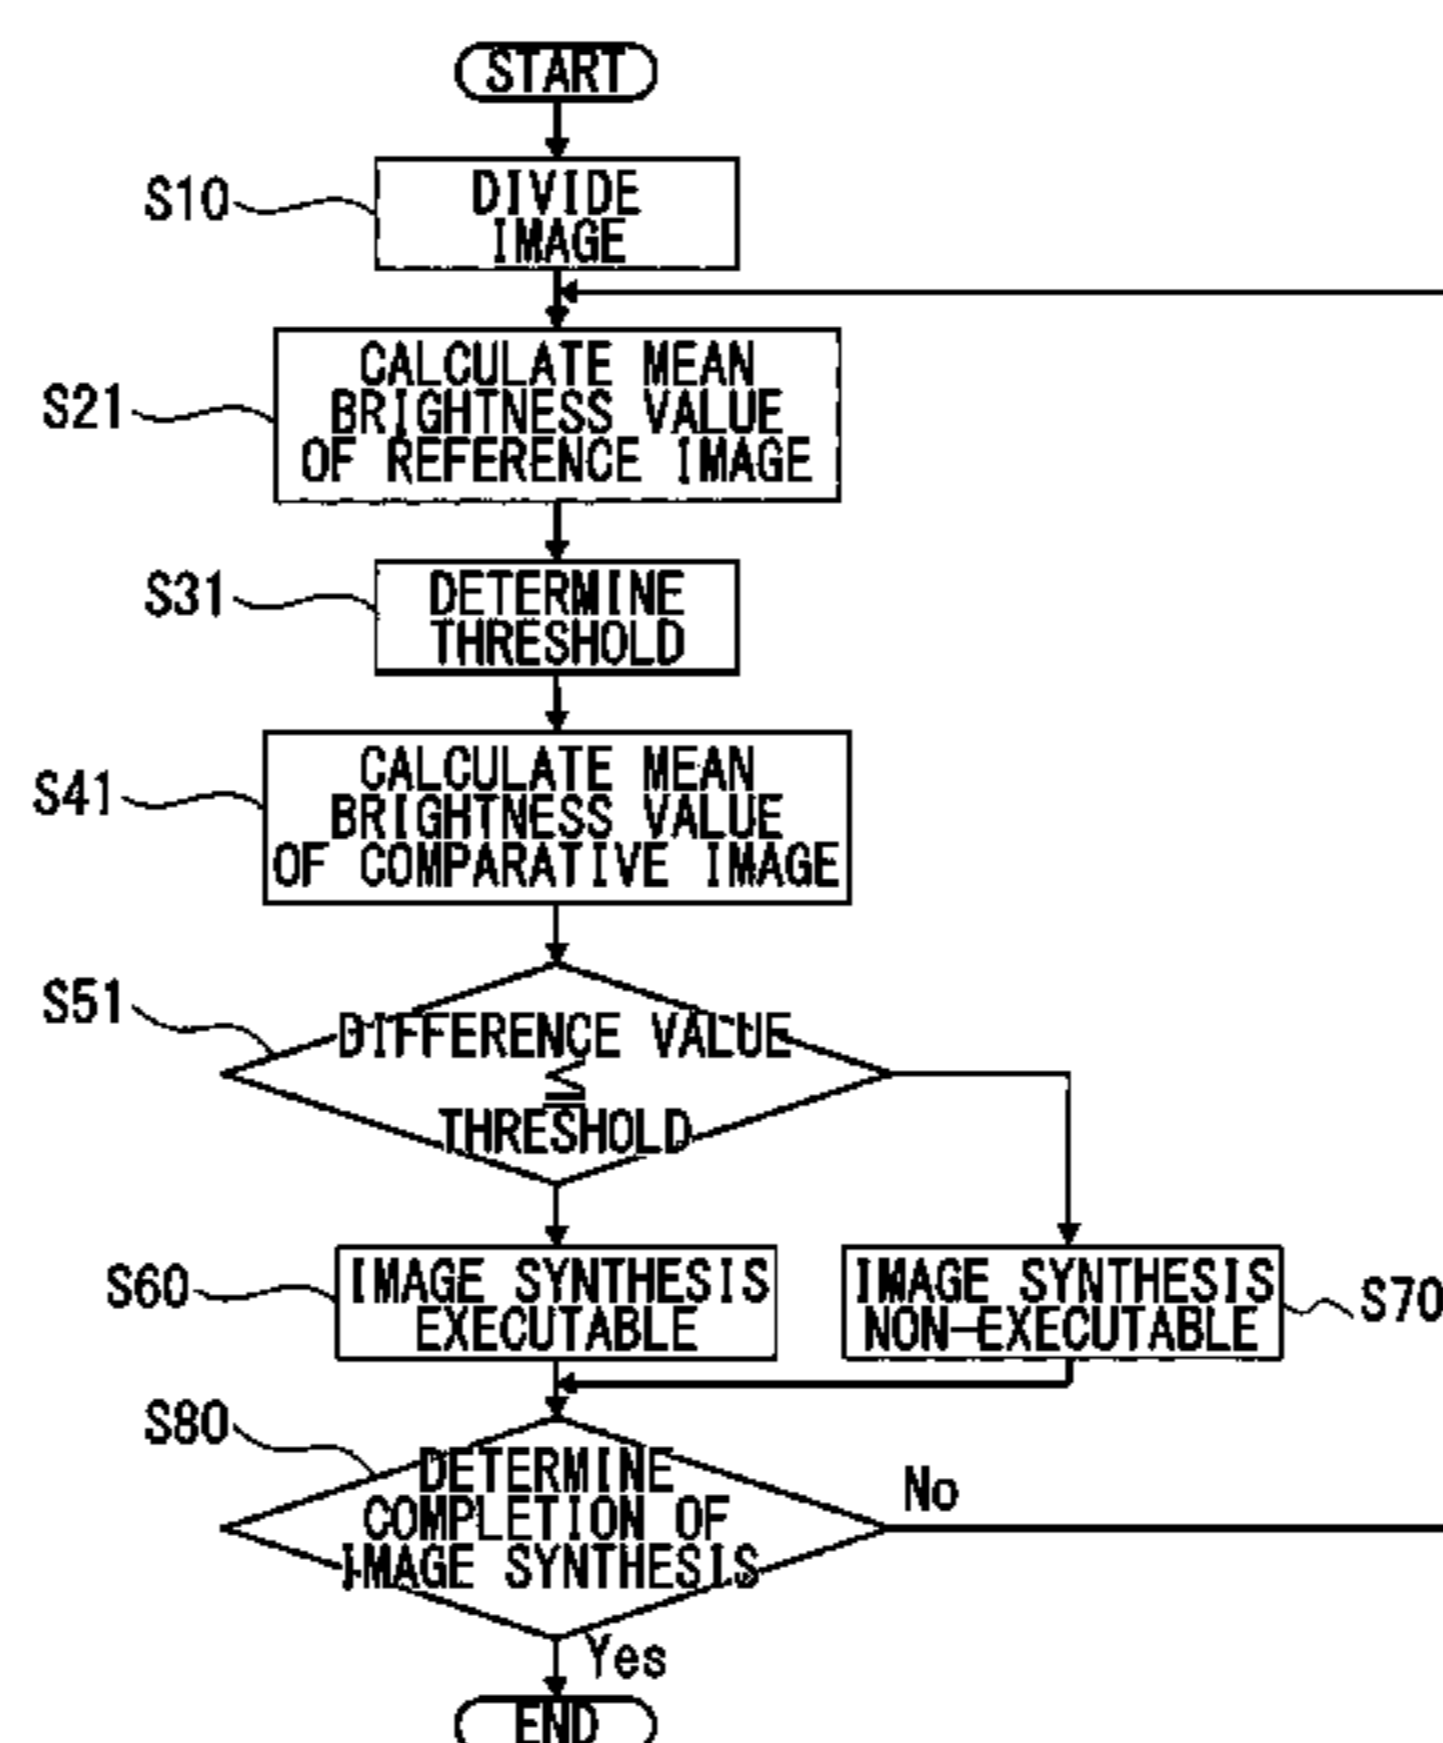 START
S10
DIVIDE
IMAGE
S21
CALCULATE MEAN
BRIGHTNESS VALUE
OF REFERENCE IMAGE
S31
DETERMINE
THRESHOLD
S41
CALCULATE MEAN
BRIGHTNESS VALUE
OF COMPARATIVE IMAGE
S51
DIFFERENCE VALUE
≦
THRESHOLD
S60
IMAGE SYNTHESIS
EXECUTABLE
IMAGE SYNTHESIS
NON-EXECUTABLE
S70
S80
DETERMINE
COMPLETION OF
IMAGE SYNTHESIS
No
Yes
END